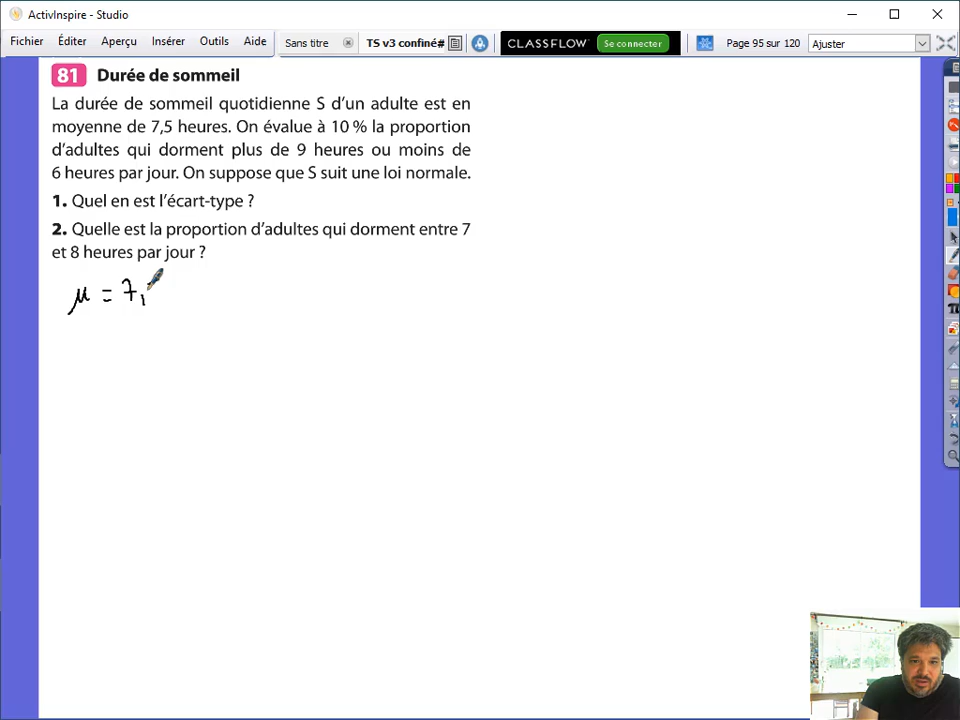 ActivInspire - Studio
Fichier Éditer Aperçu Insérer Outils Aide Sans titre TS v3 confiné# CLASSFLOW Se connecter Page 95 sur 120 Ajuster
81 Durée de sommeil
La durée de sommeil quotidienne S d'un adulte est en
moyenne de 7,5 heures. On évalue à 10 % la proportion
d'adultes qui dorment plus de 9 heures ou moins de
6 heures par jour. On suppose que S suit une loi normale.
1. Quel en est l'écart-type ?
2. Quelle est la proportion d'adultes qui dorment entre 7
et 8 heures par jour ?
μ = 7,